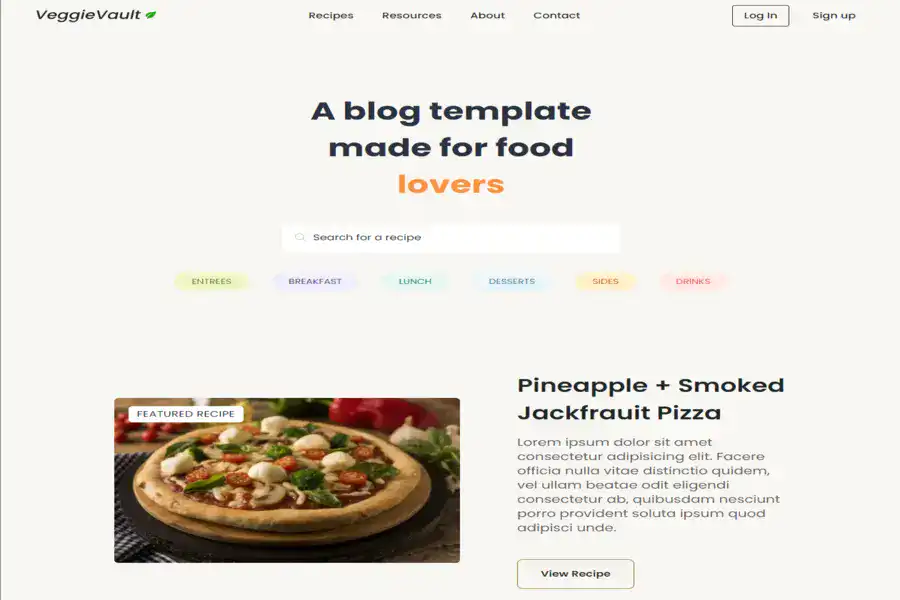 VeggieVault
Recipes Resources About Contact
Log In
Sign up
A blog template
made for food
lovers
Search for a recipe
ENTREES BREAKFAST LUNCH DESSERTS SIDES DRINKS
FEATURED RECIPE
Pineapple + Smoked
Jackfrauit Pizza
Lorem ipsum dolor sit amet
consectetur adipisicing elit. Facere
officia nulla vitae distinctio quidem,
vel ullam beatae odit eligendi
consectetur ab, quibusdam nesciunt
porro provident soluta ipsum quod
adipisci unde.
View Recipe